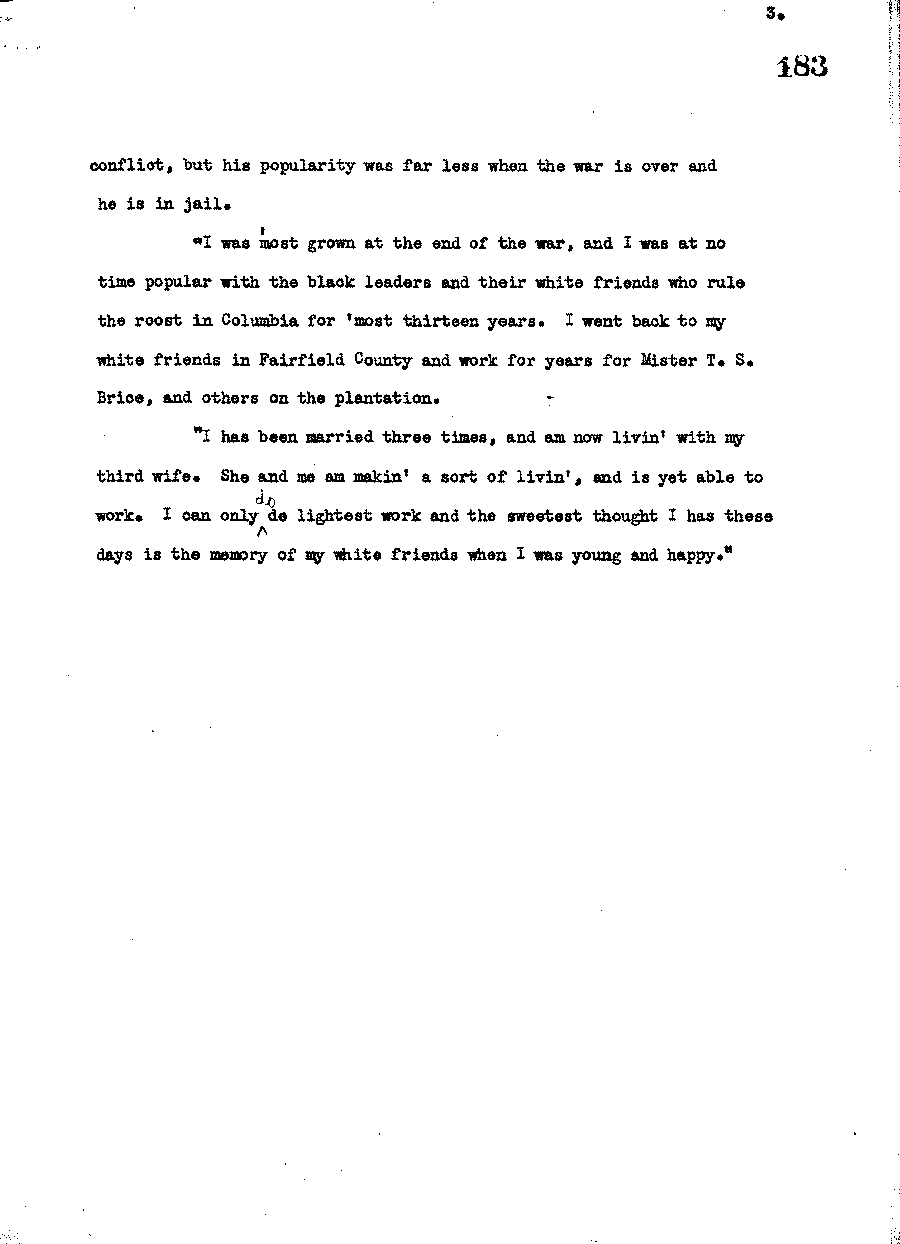 3.
183
conflict, but his popularity was far less when the war is over and
he is in jail.
"I was 'most grown at the end of the war, and I was at no
time popular with the black leaders and their white friends who rule
the roost in Columbia for 'most thirteen years. I went back to my
white friends in Fairfield County and work for years for Mister T. S.
Brice, and others on the plantation.
"I has been married three times, and am now livin' with my
third wife. She and me am makin' a sort of livin', and is yet able to
work. I can only do de lightest work and the sweetest thought I has these
days is the memory of my white friends when I was young and happy."